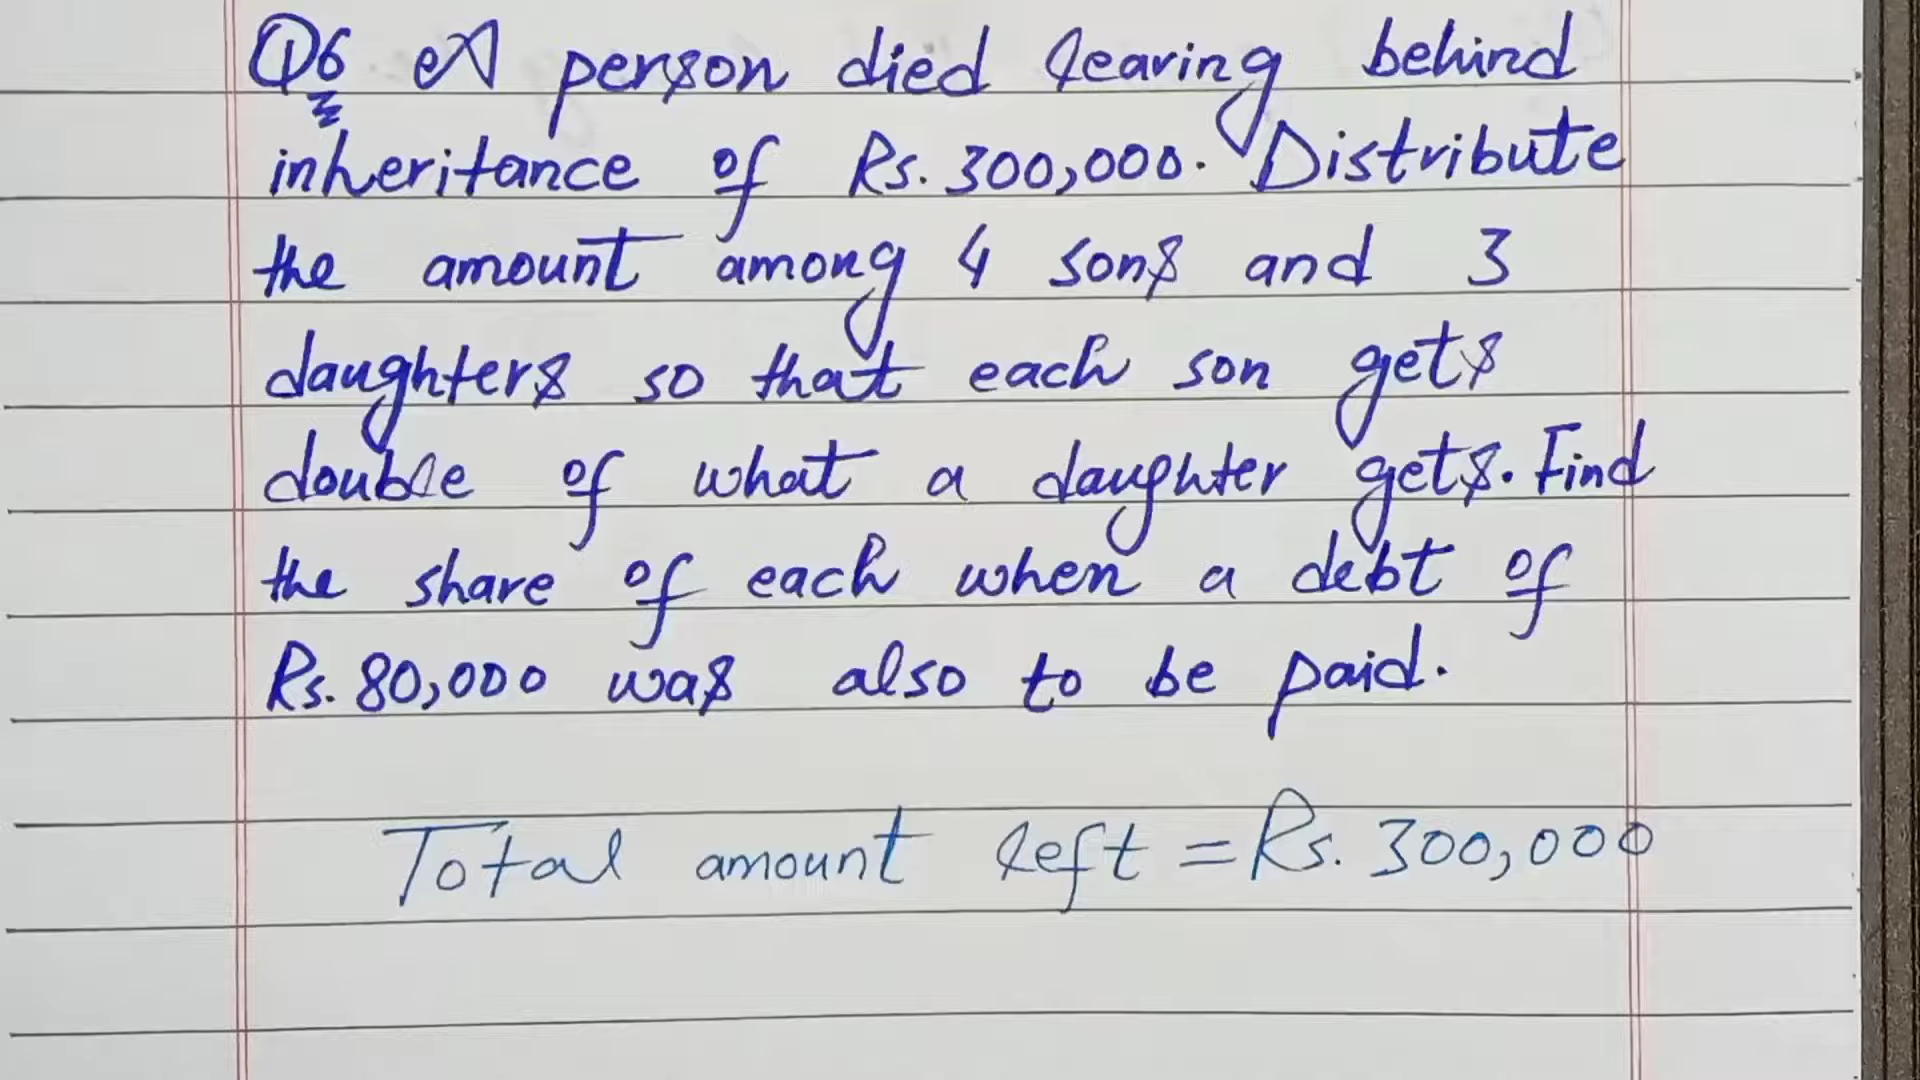 Q6 A person died leaving behind
inheritance of Rs. 300,000. Distribute
the amount among 4 sons and 3
daughters so that each son gets
double of what a daughter gets. Find
the share of each when a debt of
Rs. 80,000 was also to be paid.
Total amount left = Rs. 300,000